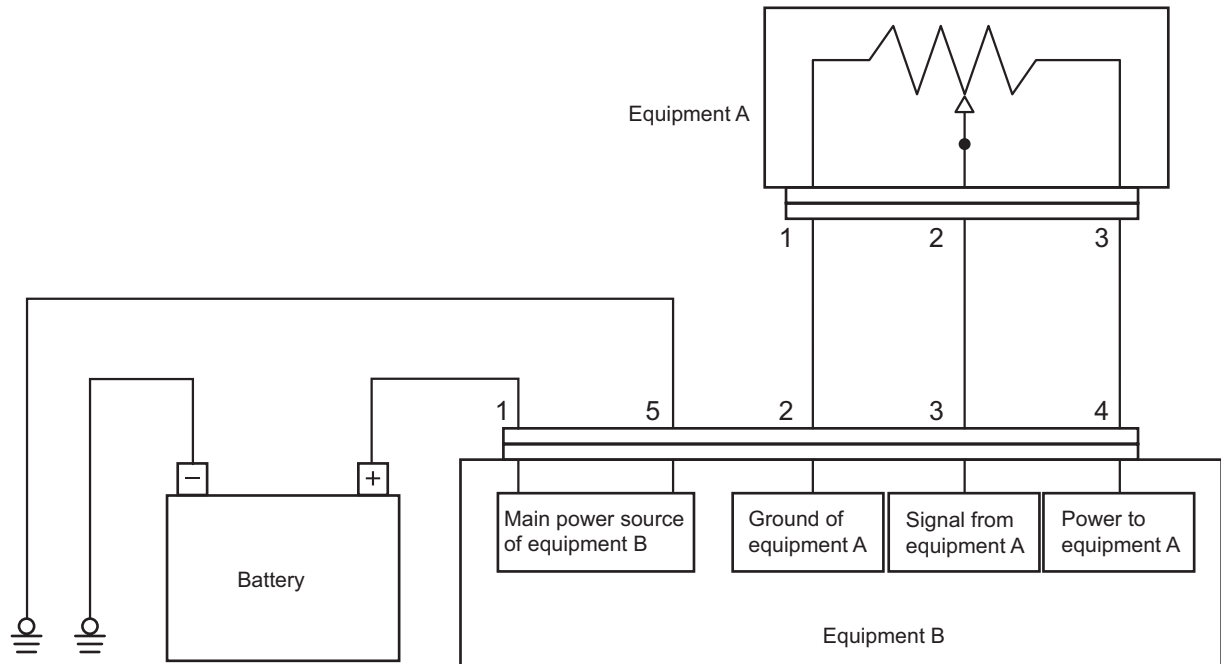 Equipment A
1
2
3
1
5
2
3
4
−
+
Main power source
of equipment B
Ground of
equipment A
Signal from
equipment A
Power to
equipment A
Battery
Equipment B